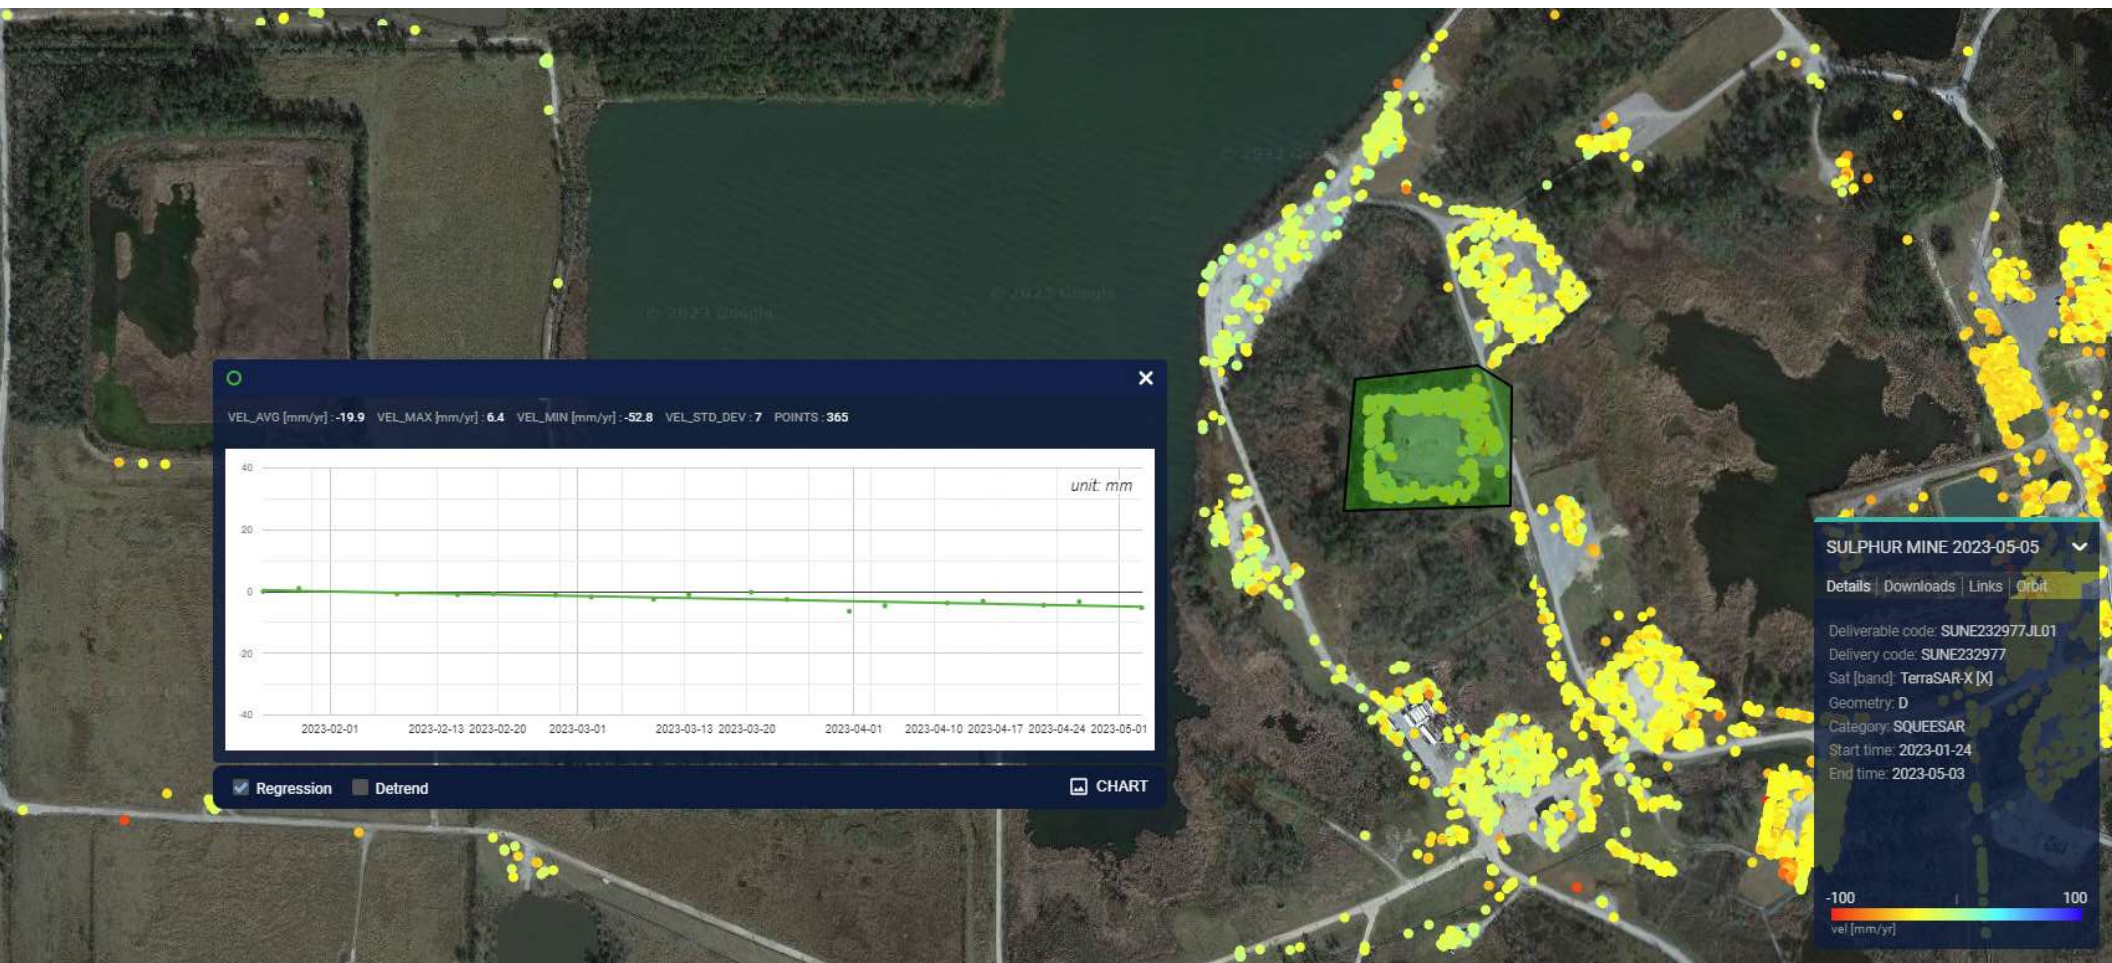 © 2023 Google
© 2023 Google
VEL_AVG [mm/yr] : -19.9 VEL_MAX [mm/yr] : 6.4 VEL_MIN [mm/yr] : -52.8 VEL_STD_DEV : 7 POINTS : 365
unit: mm
40
20
0
-20
-40
2023-02-01 2023-02-13 2023-02-20 2023-03-01 2023-03-13 2023-03-20 2023-04-01 2023-04-10 2023-04-17 2023-04-24 2023-05-01
Regression Detrend CHART
SULPHUR MINE 2023-05-05
Details Downloads Links Orbit
Deliverable code: SUNE232977JL01
Delivery code: SUNE232977
Sat [band]: TerraSAR-X [X]
Geometry: D
Category: SQUEESAR
Start time: 2023-01-24
End time: 2023-05-03
-100 100
vel [mm/yr]